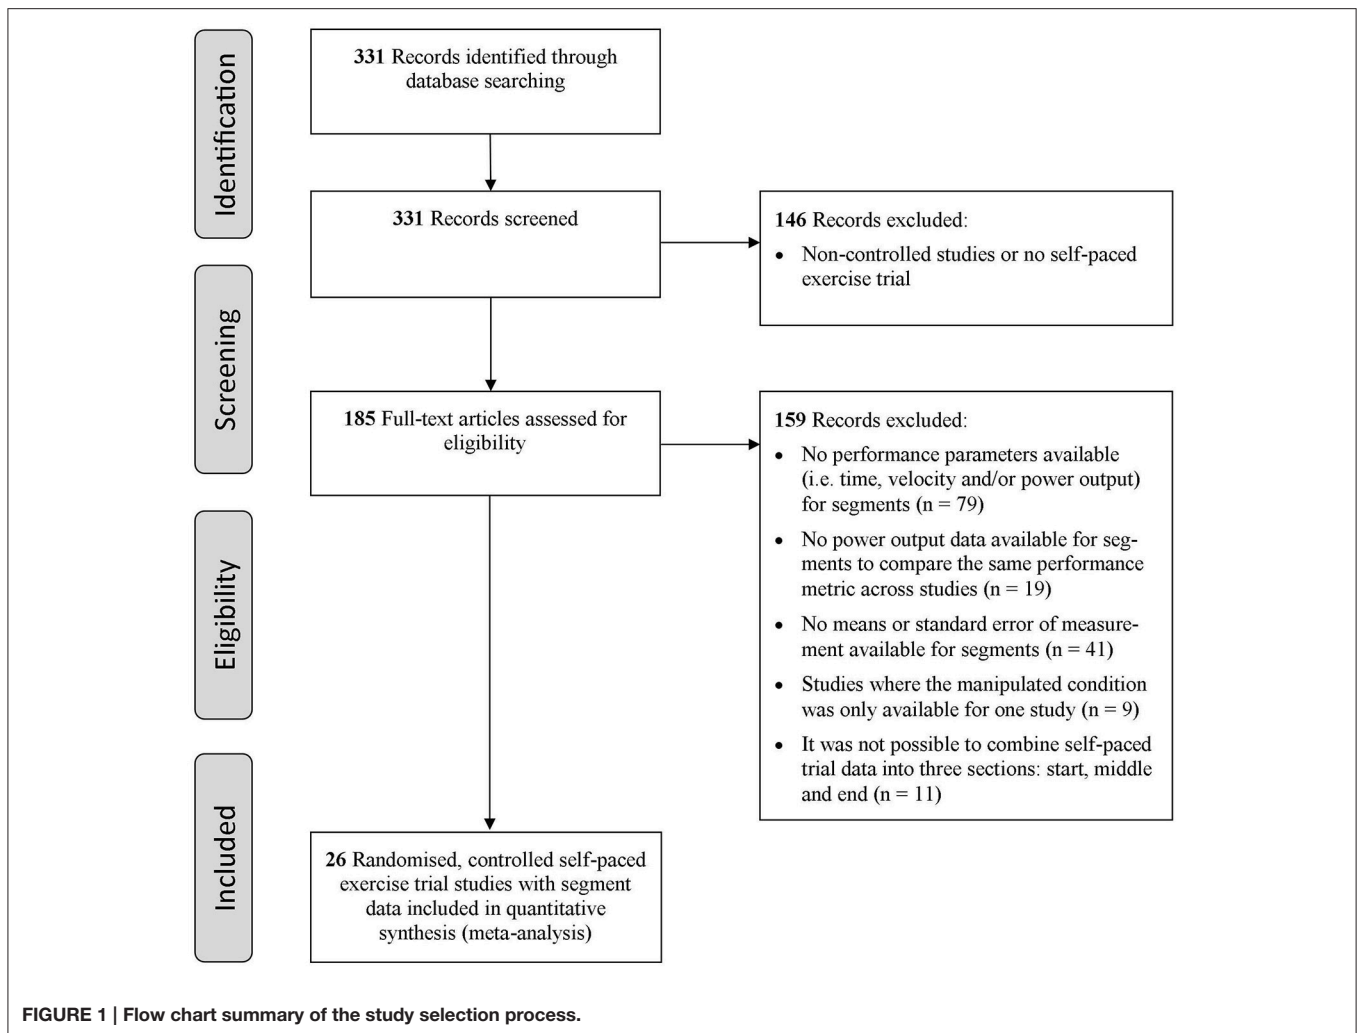 Identification
331 Records identified through
database searching
331 Records screened
146 Records excluded:
• Non-controlled studies or no self-paced
exercise trial
Screening
185 Full-text articles assessed for
eligibility
159 Records excluded:
• No performance parameters available
(i.e. time, velocity and/or power output)
for segments (n = 79)
• No power output data available for seg-
ments to compare the same performance
metric across studies (n = 19)
• No means or standard error of measure-
ment available for segments (n = 41)
• Studies where the manipulated condition
was only available for one study (n = 9)
• It was not possible to combine self-paced
trial data into three sections: start, middle
and end (n = 11)
Eligibility
Included
26 Randomised, controlled self-paced
exercise trial studies with segment
data included in quantitative
synthesis (meta-analysis)
FIGURE 1 | Flow chart summary of the study selection process.